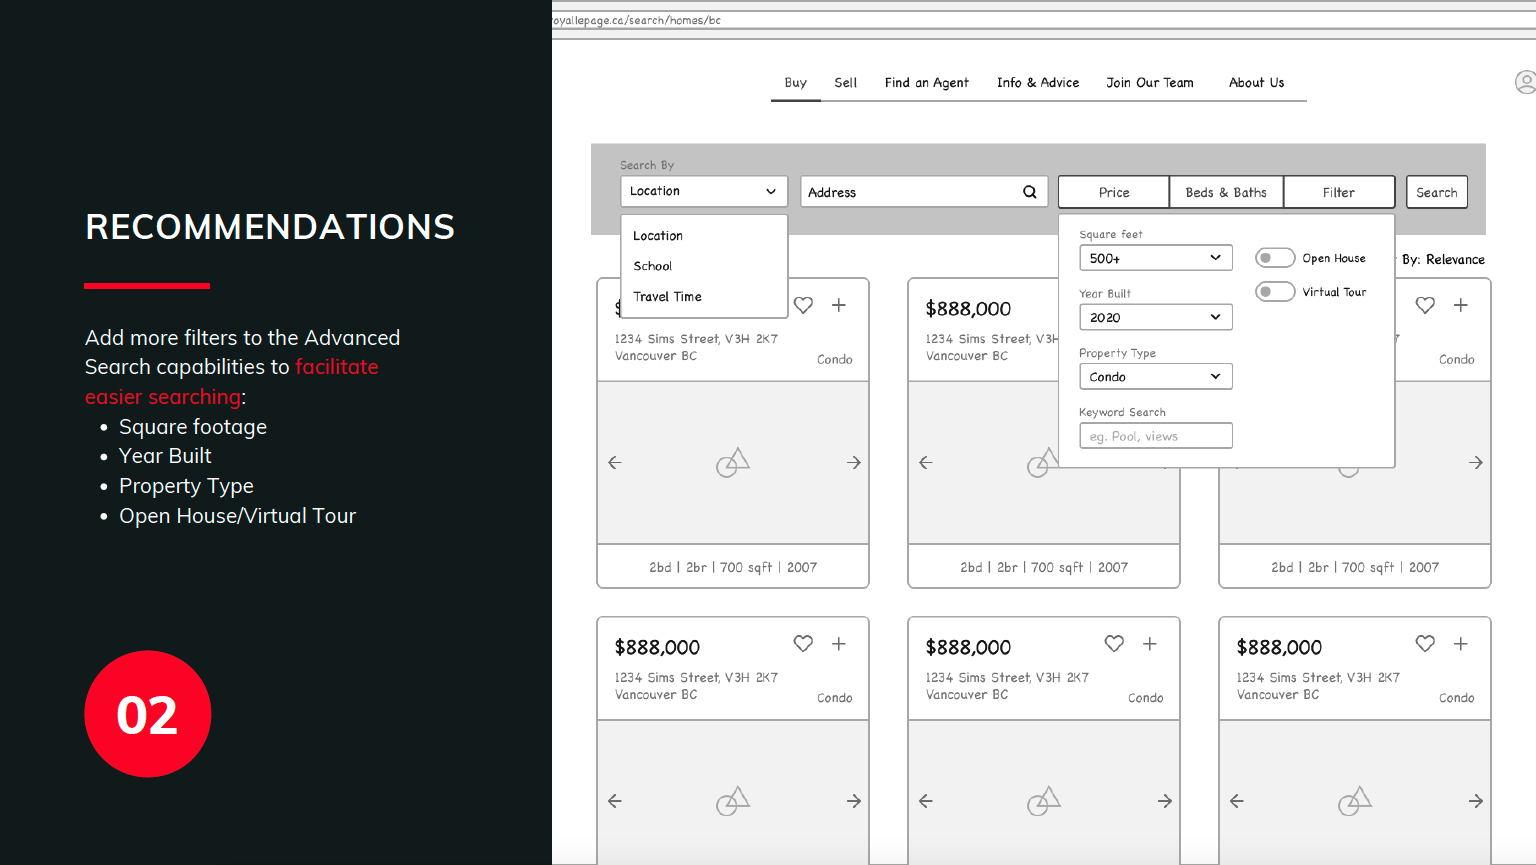 RECOMMENDATIONS
Add more filters to the Advanced
Search capabilities to facilitate
easier searching:
• Square footage
• Year Built
• Property Type
• Open House/Virtual Tour
02
royallepage.ca/search/homes/bc
Buy Sell Find an Agent Info & Advice Join Our Team About Us
Search By
Location Address Price Beds & Baths Filter Search
Location
School
Travel Time
Square feet
500+
Open House
Year Built
Virtual Tour
2020
Property Type
Condo
Keyword Search
eg. Pool, views
By: Relevance
$
1234 Sims Street, V3H 2K7
Vancouver BC
Condo
2bd | 2br | 700 sqft | 2007
$888,000
1234 Sims Street, V3H
Vancouver BC
2bd | 2br | 700 sqft | 2007
7
Condo
2bd | 2br | 700 sqft | 2007
$888,000
1234 Sims Street, V3H 2K7
Vancouver BC
Condo
$888,000
1234 Sims Street, V3H 2K7
Vancouver BC
Condo
$888,000
1234 Sims Street, V3H 2K7
Vancouver BC
Condo